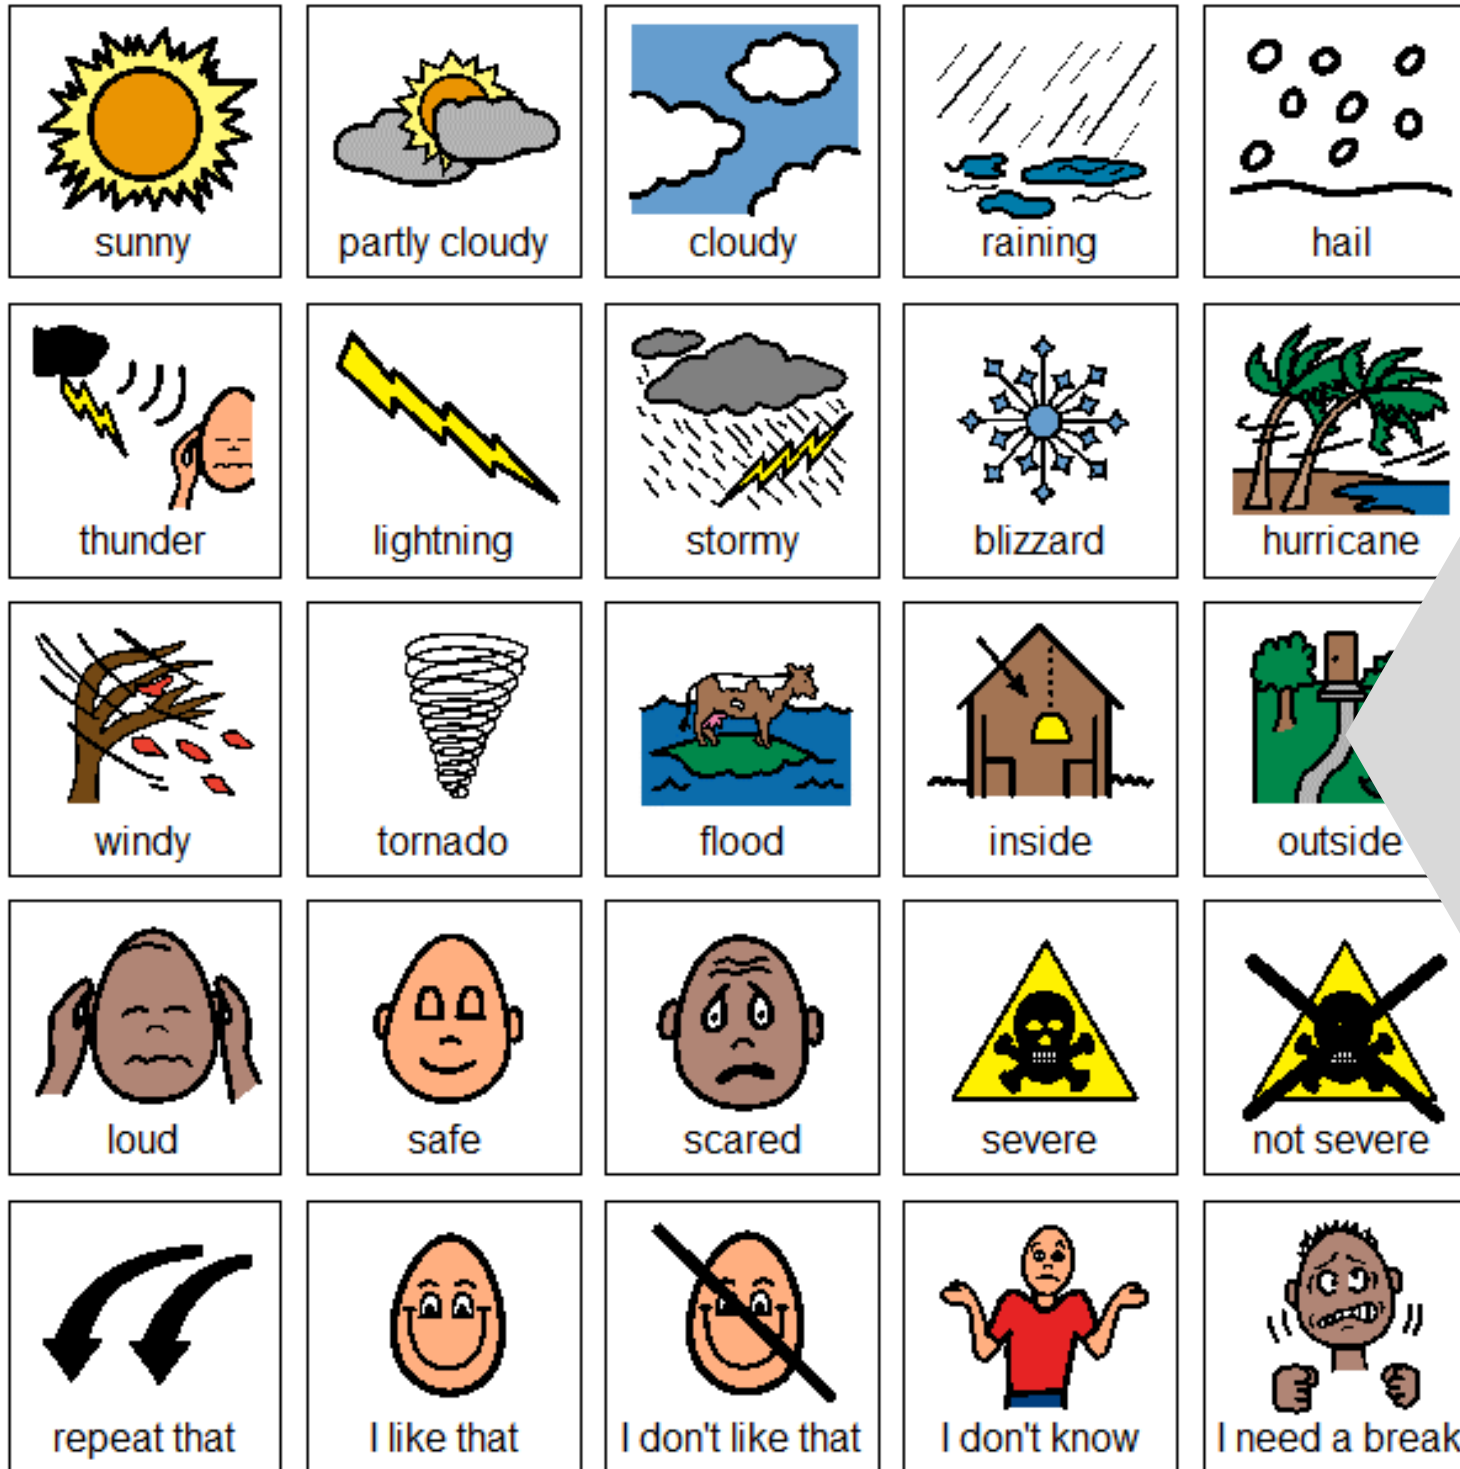 sunny
partly cloudy
cloudy
raining
hail
thunder
lightning
stormy
blizzard
hurricane
windy
tornado
flood
inside
outside
loud
safe
scared
severe
not severe
repeat that
I like that
I don't like that
I don't know
I need a break